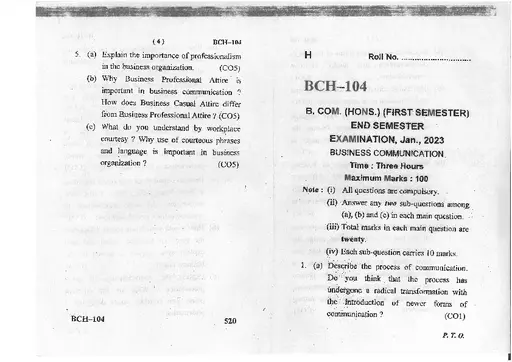 ( 4 ) BCH–104
5. (a) Explain the importance of professionalism
in the business organization. (CO5)
(b) Why Business Professional Attire is
important in business communication ?
How does Business Casual Attire differ
from Business Professional Attire ? (CO5)
(c) What do you understand by workplace
courtesy ? Why use of courteous phrases
and language is important in business
organization ? (CO5)
BCH–104 520
H Roll No. ............................
BCH–104
B. COM. (HONS.) (FIRST SEMESTER)
END SEMESTER
EXAMINATION, Jan., 2023
BUSINESS COMMUNICATION
Time : Three Hours
Maximum Marks : 100
Note : (i) All questions are compulsory.
(ii) Answer any two sub-questions among
(a), (b) and (c) in each main question.
(iii) Total marks in each main question are
twenty.
(iv) Each sub-question carries 10 marks.
1. (a) Describe the process of communication.
Do you think that the process has
undergone a radical transformation with
the introduction of newer forms of
communication ? (CO1)
P. T. O.